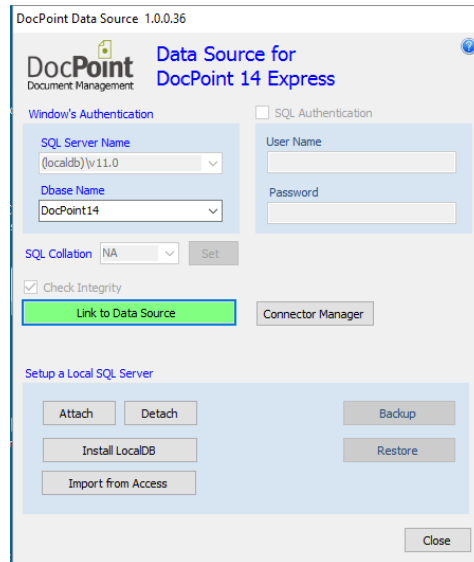 DocPoint Data Source 1.0.0.36
DocPoint
Document Management
Data Source for
DocPoint 14 Express
?
Window's Authentication
SQL Server Name
(localdb)\v11.0
Dbase Name
DocPoint14
SQL Authentication
User Name
Password
SQL Collation NA Set
Check Integrity
Link to Data Source Connector Manager
Setup a Local SQL Server
Attach Detach Backup
Install LocalDB Restore
Import from Access
Close